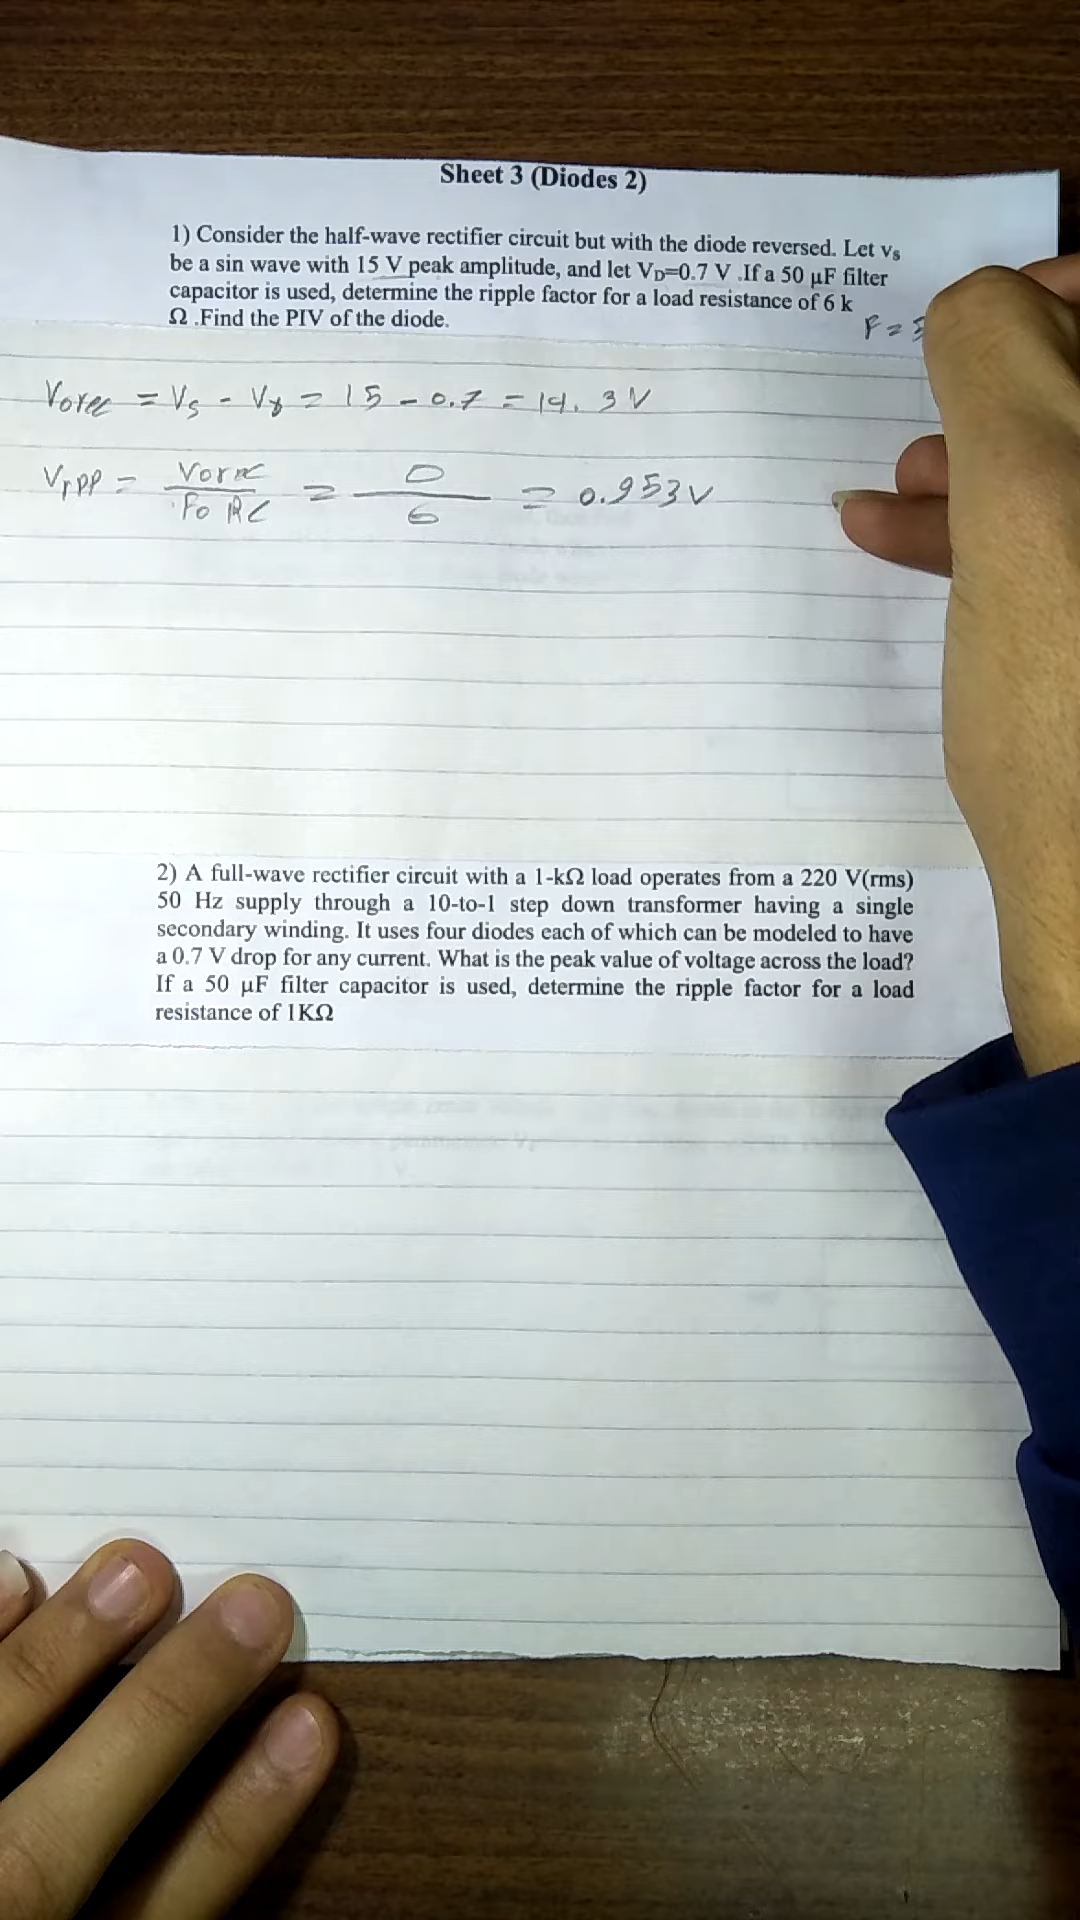 Sheet 3 (Diodes 2)
1) Consider the half-wave rectifier circuit but with the diode reversed. Let vs
be a sin wave with 15 V peak amplitude, and let VD=0.7 V .If a 50 μF filter
capacitor is used, determine the ripple factor for a load resistance of 6 k
Ω .Find the PIV of the diode.
F =
Vorec = Vs - Vγ = 15 - 0.7 = 14.3 V
Vrpp = Vorec / Fo RC = 0 / 6 = 0.953 V
2) A full-wave rectifier circuit with a 1-kΩ load operates from a 220 V(rms)
50 Hz supply through a 10-to-1 step down transformer having a single
secondary winding. It uses four diodes each of which can be modeled to have
a 0.7 V drop for any current. What is the peak value of voltage across the load?
If a 50 μF filter capacitor is used, determine the ripple factor for a load
resistance of 1KΩ